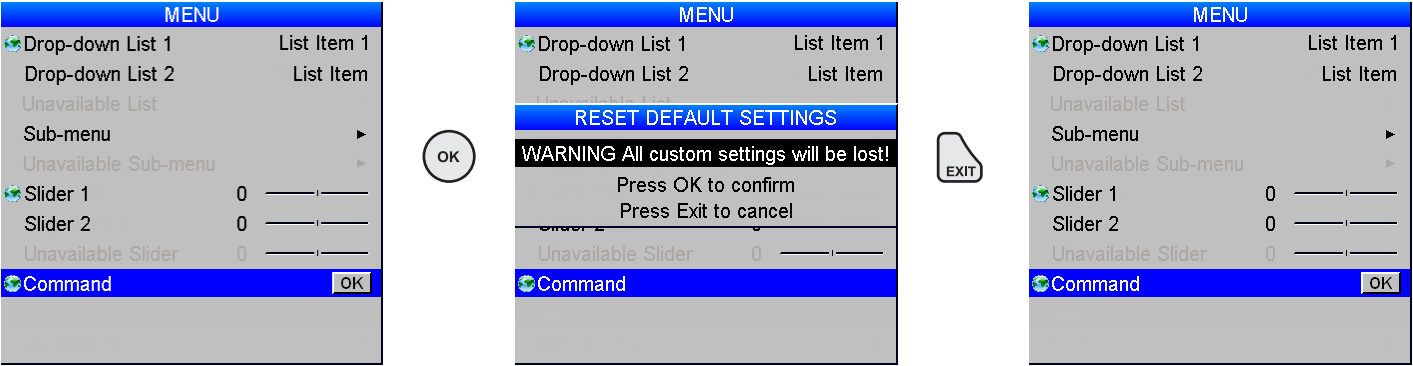 MENU
Drop-down List 1 List Item 1
Drop-down List 2 List Item
Unavailable List
Sub-menu
Unavailable Sub-menu
Slider 1 0
Slider 2 0
Unavailable Slider 0
Command OK
OK
MENU
Drop-down List 1 List Item 1
Drop-down List 2 List Item
Unavailable List
RESET DEFAULT SETTINGS
WARNING All custom settings will be lost!
Press OK to confirm
Press Exit to cancel
Slider 2 0
Unavailable Slider 0
Command
EXIT
MENU
Drop-down List 1 List Item 1
Drop-down List 2 List Item
Unavailable List
Sub-menu
Unavailable Sub-menu
Slider 1 0
Slider 2 0
Unavailable Slider 0
Command OK